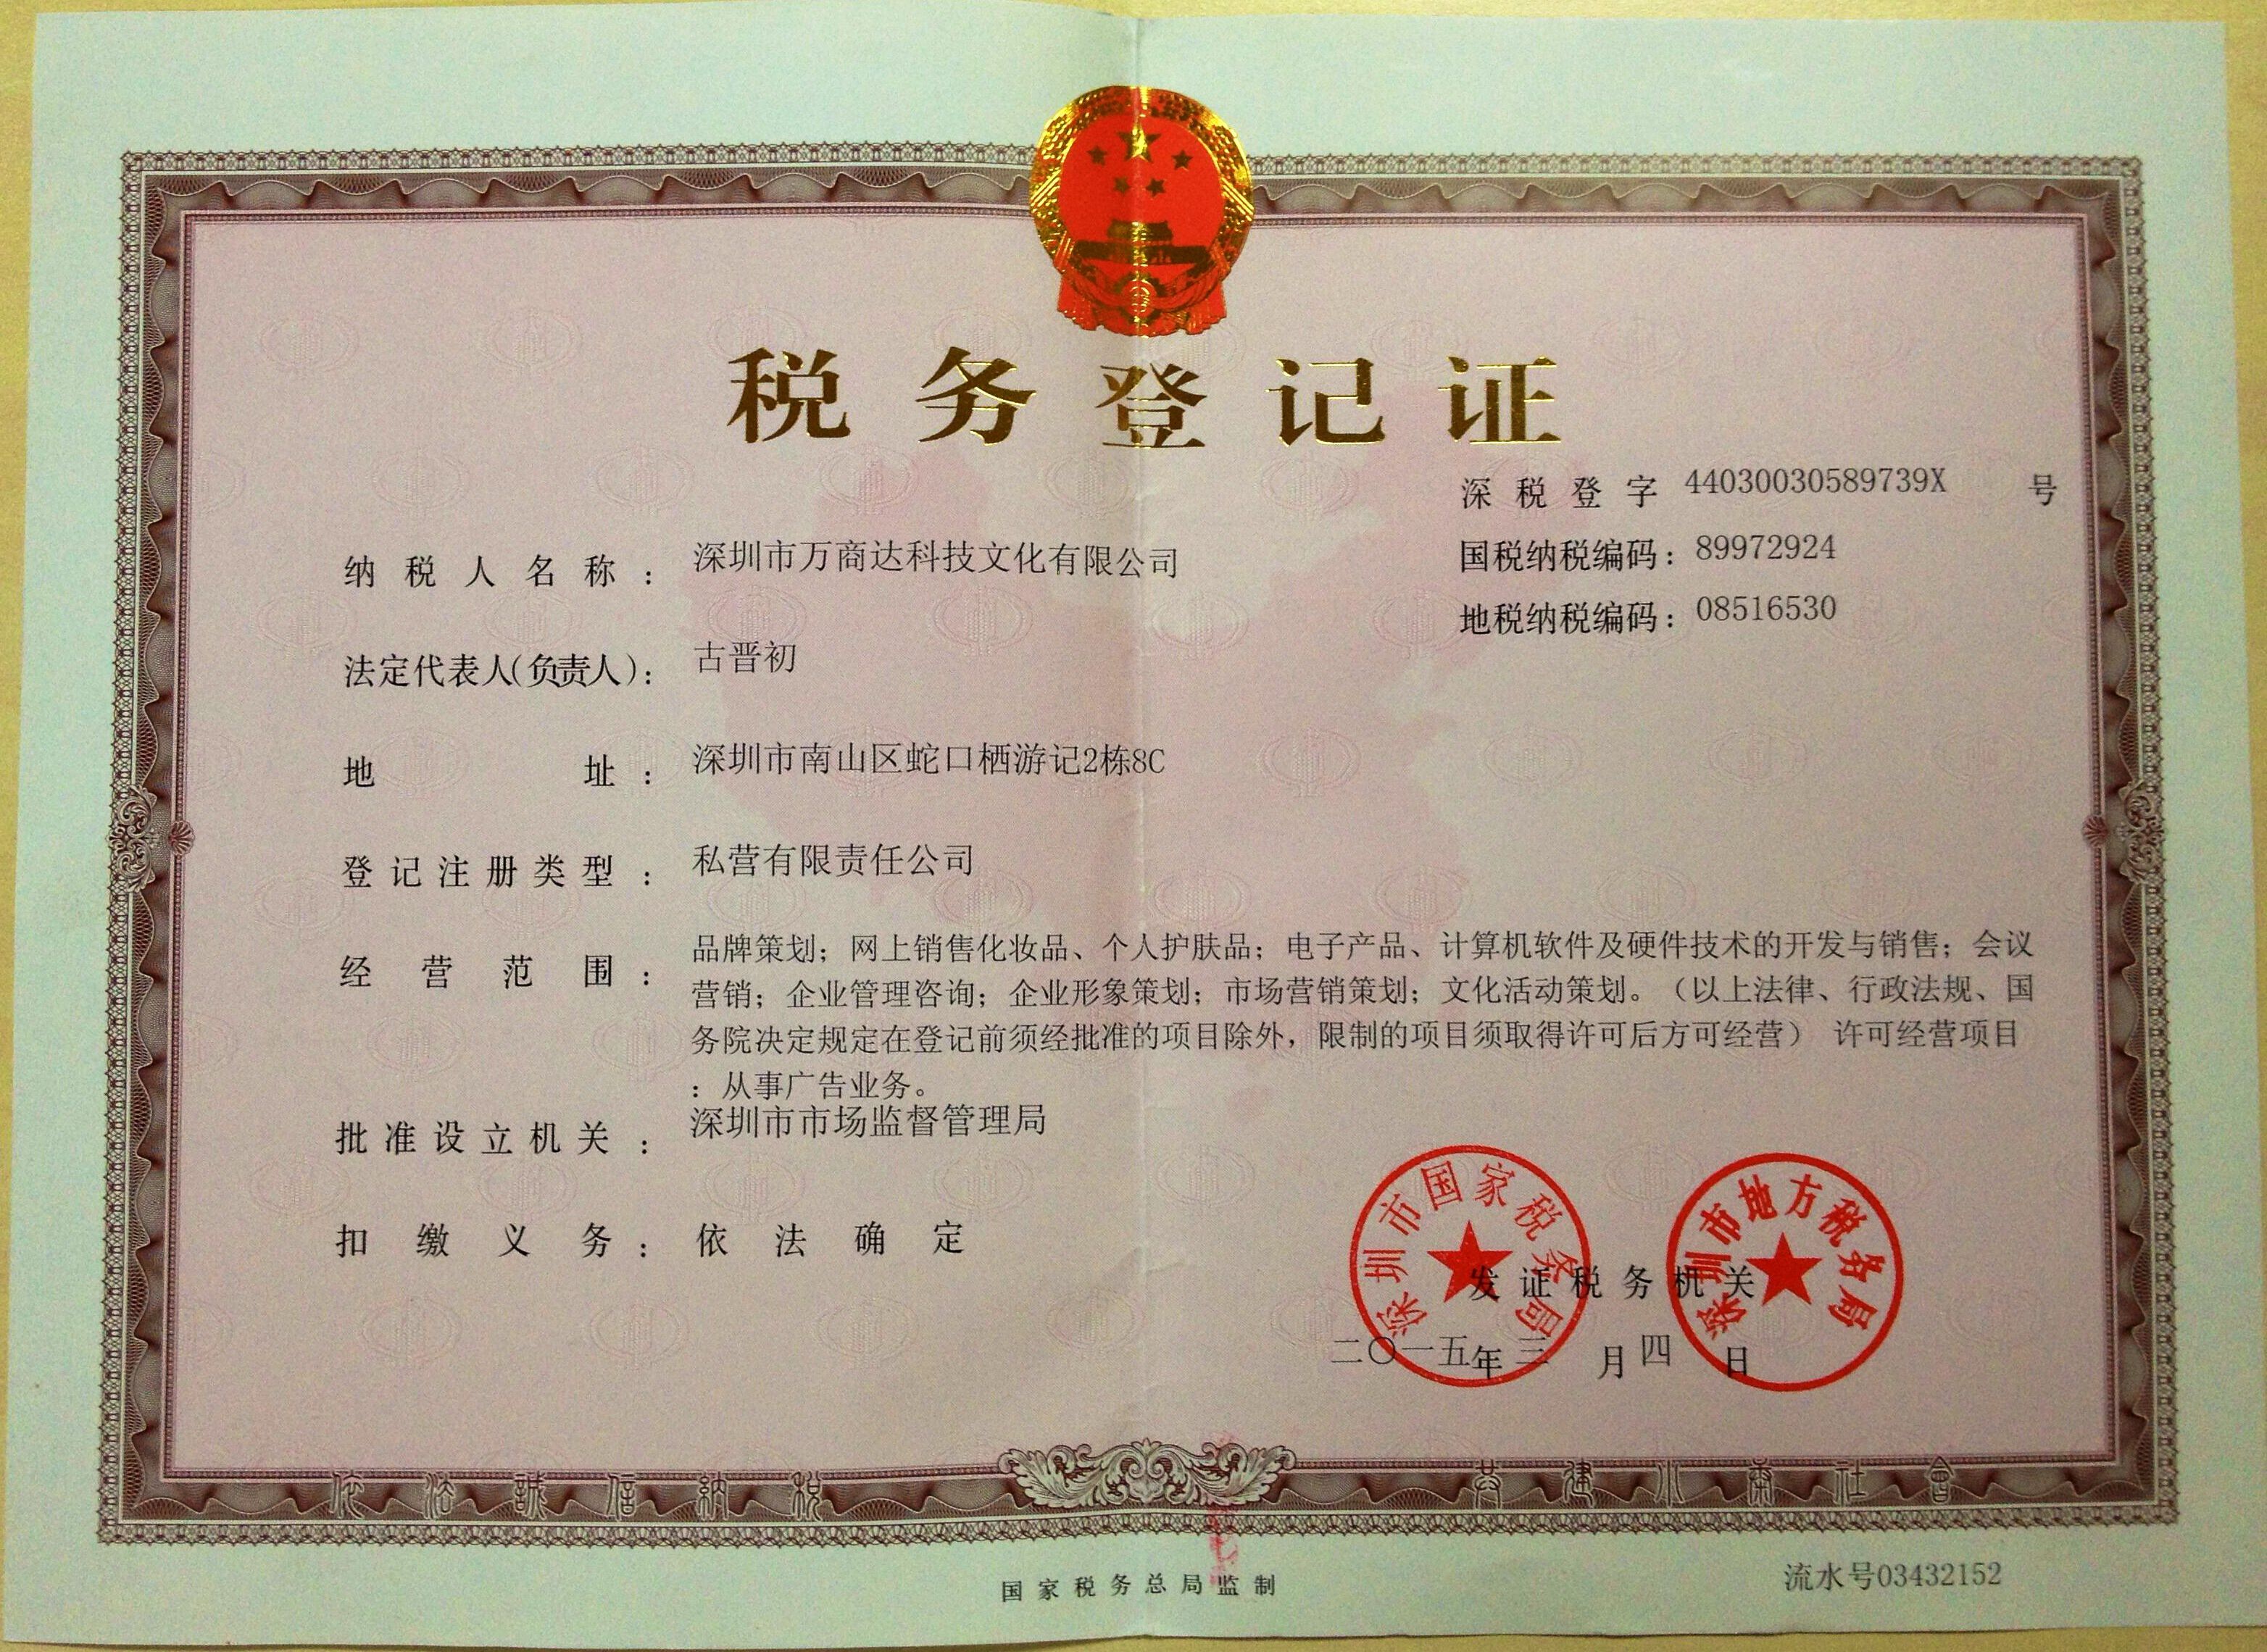 税务登记证
深税登字 44030030589739X 号
国税纳税编码：89972924
地税纳税编码：08516530
纳税人名称：深圳市万商达科技文化有限公司
法定代表人(负责人)：古晋初
地址：深圳市南山区蛇口栖游记2栋8C
登记注册类型：私营有限责任公司
经营范围：品牌策划；网上销售化妆品、个人护肤品；电子产品、计算机软件及硬件技术的开发与销售；会议
营销；企业管理咨询；企业形象策划；市场营销策划；文化活动策划。（以上法律、行政法规、国
务院决定规定在登记前须经批准的项目除外，限制的项目须取得许可后方可经营） 许可经营项目
：从事广告业务。
批准设立机关：深圳市市场监督管理局
扣缴义务：依法确定
深圳市国家税务局
深圳市地方税务局
发证税务机关
二〇一五年三月四日
依法誠信納税
共建小康社會
国家税务总局监制
流水号03432152